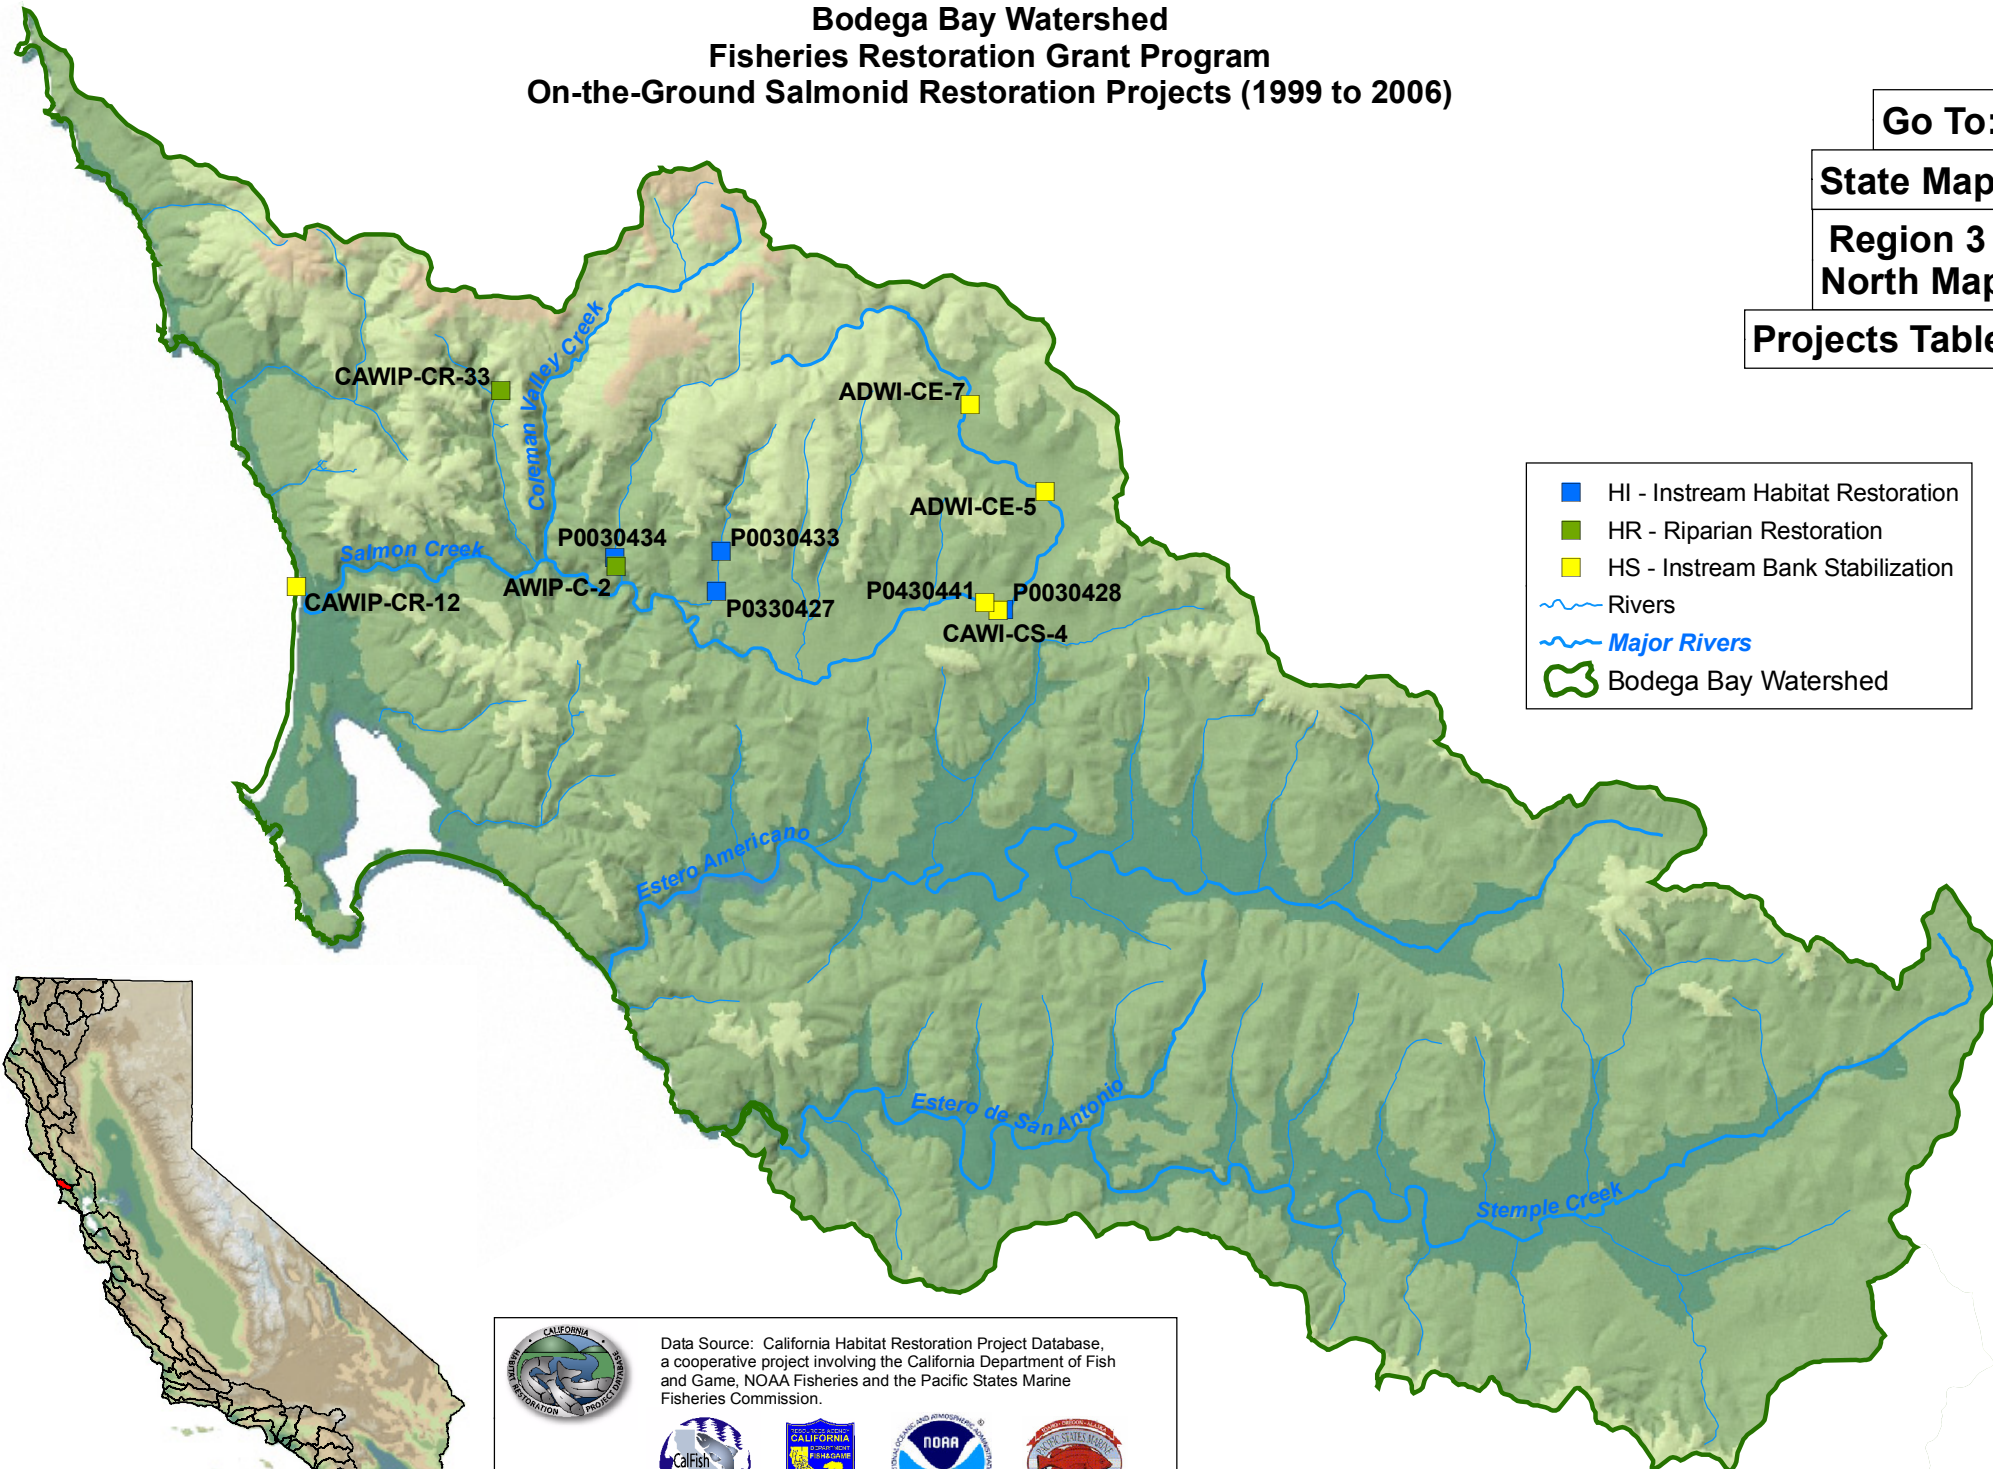 Bodega Bay Watershed
Fisheries Restoration Grant Program
On-the-Ground Salmonid Restoration Projects (1999 to 2006)
Go To:
State Map
Region 3
North Map
Projects Table
HI - Instream Habitat Restoration
HR - Riparian Restoration
HS - Instream Bank Stabilization
Rivers
Major Rivers
Bodega Bay Watershed
Coleman Valley Creek
CAWIP-CR-33
ADWI-CE-7
ADWI-CE-5
P0030434
P0030433
Salmon Creek
AWIP-C-2
P0430441
P0030428
CAWIP-CR-12
P0330427
CAWI-CS-4
Estero Americano
Estero de San Antonio
Stemple Creek
CALIFORNIA
HABITAT RESTORATION PROJECT DATABASE
Data Source: California Habitat Restoration Project Database,
a cooperative project involving the California Department of Fish
and Game, NOAA Fisheries and the Pacific States Marine
Fisheries Commission.
CalFish
RESOURCES AGENCY
CALIFORNIA
DEPARTMENT
FISH&GAME
NOAA
PACIFIC STATES MARINE